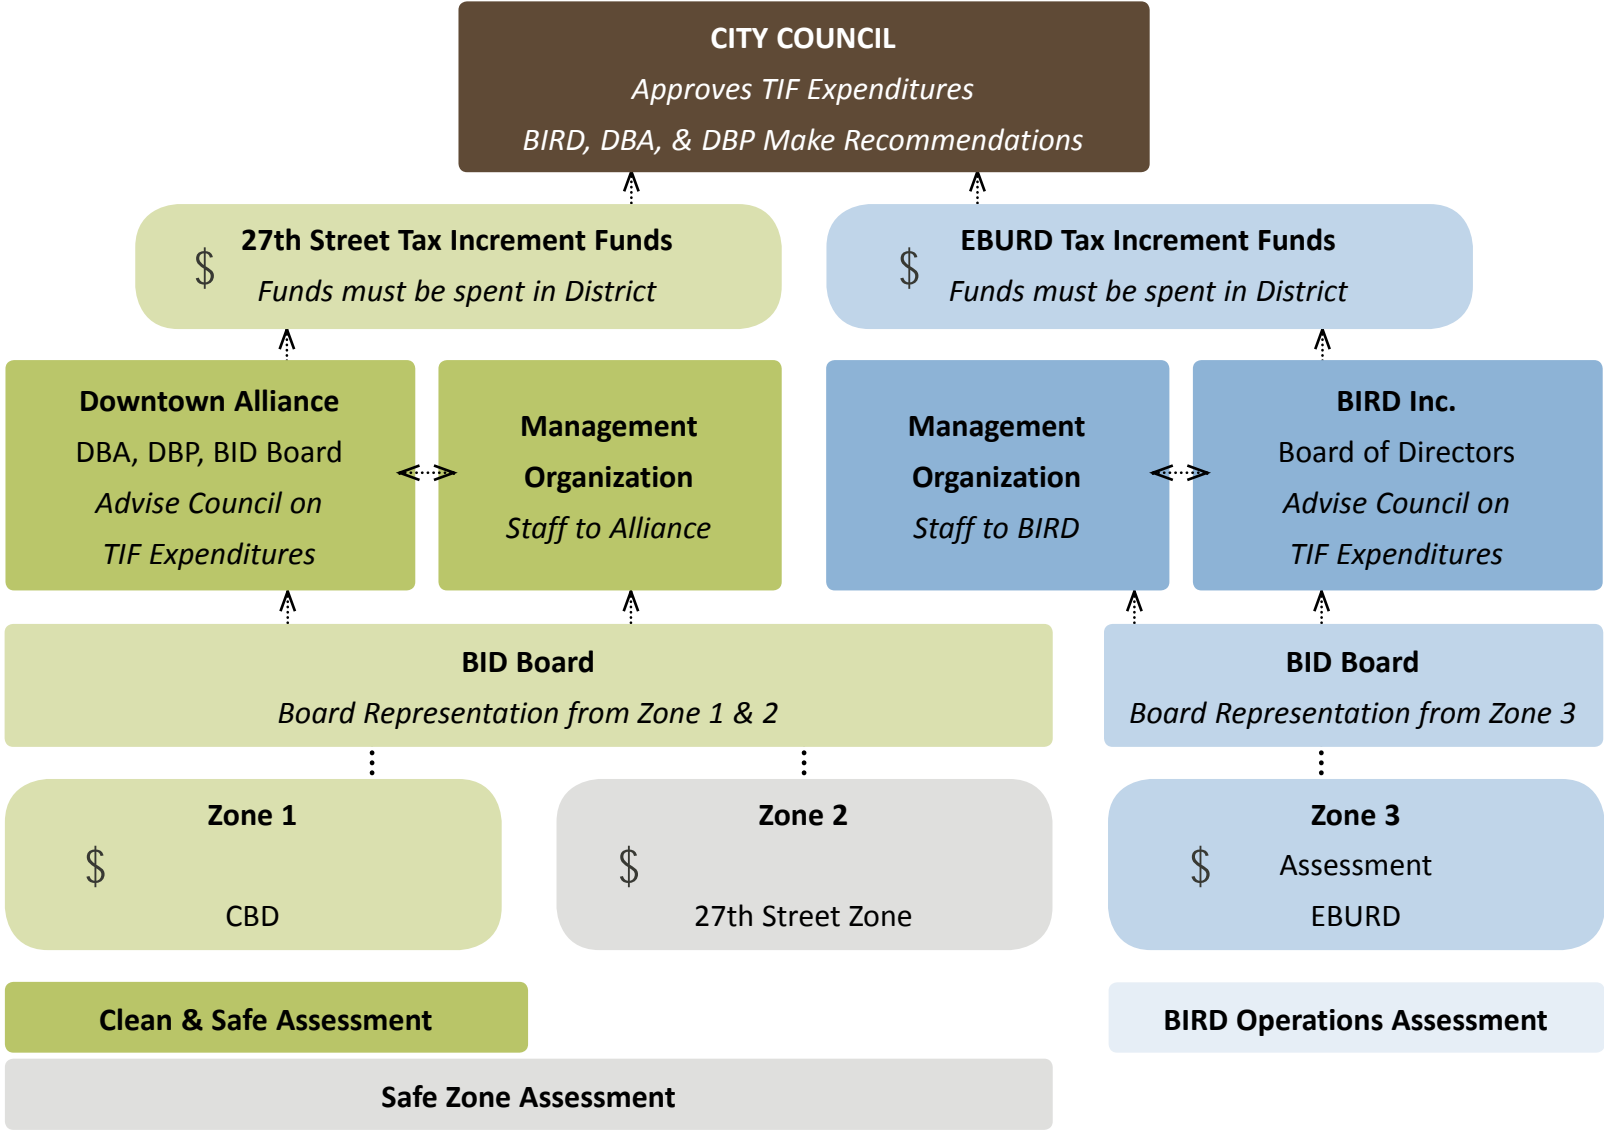 CITY COUNCIL
Approves TIF Expenditures
BIRD, DBA, & DBP Make Recommendations
27th Street Tax Increment Funds
$
Funds must be spent in District
EBURD Tax Increment Funds
$
Funds must be spent in District
Downtown Alliance
DBA, DBP, BID Board
Advise Council on
TIF Expenditures
Management
Organization
Staff to Alliance
Management
Organization
Staff to BIRD
BIRD Inc.
Board of Directors
Advise Council on
TIF Expenditures
BID Board
Board Representation from Zone 1 & 2
BID Board
Board Representation from Zone 3
Zone 1
$
CBD
Zone 2
$
27th Street Zone
Zone 3
$ Assessment
EBURD
Clean & Safe Assessment
BIRD Operations Assessment
Safe Zone Assessment